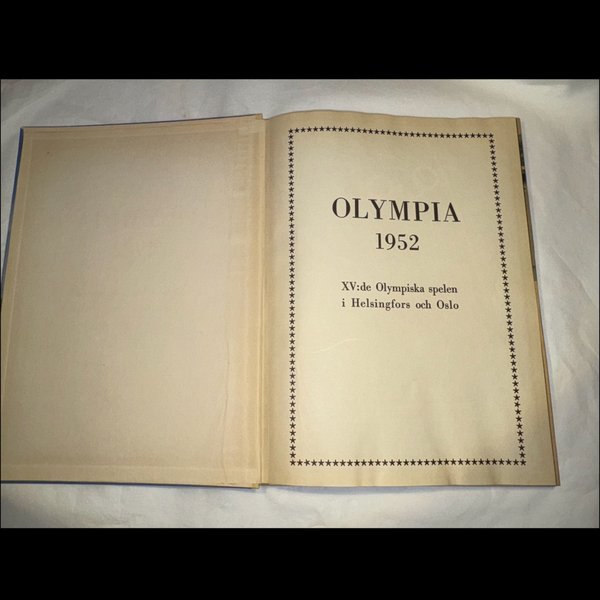 OLYMPIA
1952
XV:de Olympiska spelen
i Helsingfors och Oslo